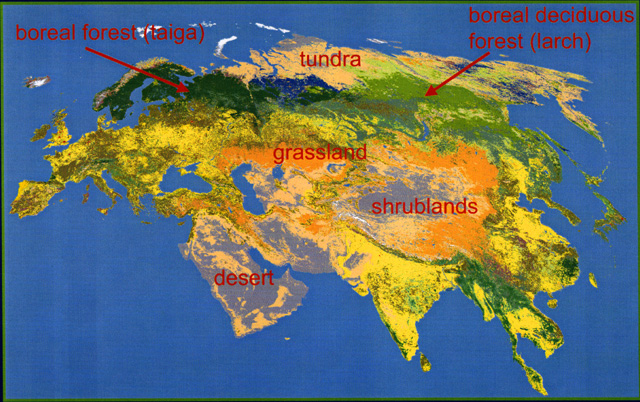 boreal forest (taiga)
boreal deciduous
forest (larch)
tundra
grassland
shrublands
desert